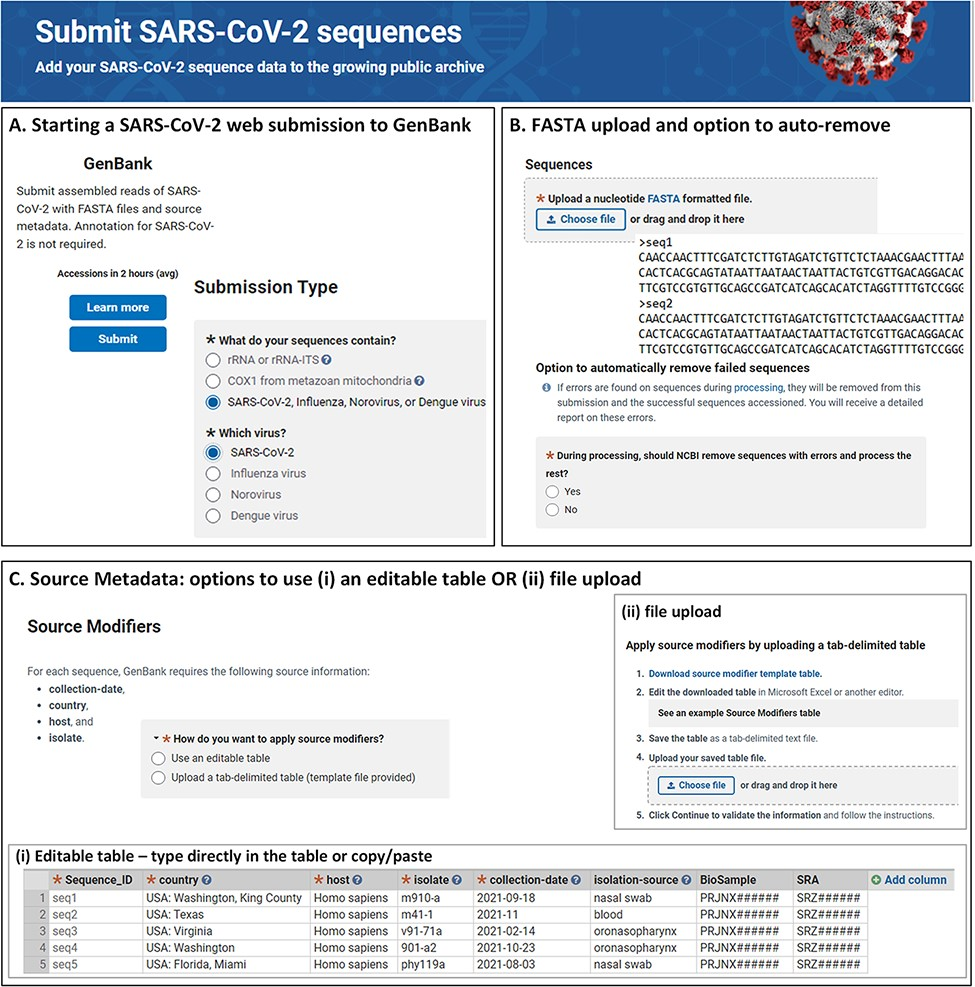 Submit SARS-CoV-2 sequences
Add your SARS-CoV-2 sequence data to the growing public archive
A. Starting a SARS-CoV-2 web submission to GenBank
GenBank
Submit assembled reads of SARS-
CoV-2 with FASTA files and source
metadata. Annotation for SARS-CoV-
2 is not required.
Accessions in 2 hours (avg)
Learn more
Submit
Submission Type
* What do your sequences contain?
rRNA or rRNA-ITS ?
COX1 from metazoan mitochondria ?
SARS-CoV-2, Influenza, Norovirus, or Dengue virus
* Which virus?
SARS-CoV-2
Influenza virus
Norovirus
Dengue virus
B. FASTA upload and option to auto-remove
Sequences
* Upload a nucleotide FASTA formatted file.
Choose file or drag and drop it here
>seq1
CAACCAACTTTCGATCTCTTGTAGATCTGTTCTCTAAACGAACTTTAA
CACTCACGCAGTATAATTAATAACTAATTACTGTCGTTGACAGGACAC
TTCGTCCGTGTTGCAGCCGATCATCAGCACATCTAGGTTTTGTCCGGG
>seq2
CAACCAACTTTCGATCTCTTGTAGATCTGTTCTCTAAACGAACTTTAA
CACTCACGCAGTATAATTAATAACTAATTACTGTCGTTGACAGGACAC
TTCGTCCGTGTTGCAGCCGATCATCAGCACATCTAGGTTTTGTCCGGG
Option to automatically remove failed sequences
If errors are found on sequences during processing, they will be removed from this
submission and the successful sequences accessioned. You will receive a detailed
report on these errors.
* During processing, should NCBI remove sequences with errors and process the
rest?
Yes
No
C. Source Metadata: options to use (i) an editable table OR (ii) file upload
Source Modifiers
For each sequence, GenBank requires the following source information:
• collection-date,
• country,
• host, and
• isolate.
* How do you want to apply source modifiers?
Use an editable table
Upload a tab-delimited table (template file provided)
(ii) file upload
Apply source modifiers by uploading a tab-delimited table
1. Download source modifier template table.
2. Edit the downloaded table in Microsoft Excel or another editor.
See an example Source Modifiers table
3. Save the table as a tab-delimited text file.
4. Upload your saved table file.
Choose file or drag and drop it here
5. Click Continue to validate the information and follow the instructions.
(i) Editable table – type directly in the table or copy/paste
* Sequence_ID * country ? * host ? * isolate ? * collection-date ? isolation-source ? BioSample SRA Add column
1 seq1 USA: Washington, King County Homo sapiens m910-a 2021-09-18 nasal swab PRJNX###### SRZ######
2 seq2 USA: Texas Homo sapiens m41-1 2021-11 blood PRJNX###### SRZ######
3 seq3 USA: Virginia Homo sapiens v91-71a 2021-02-14 oronasopharynx PRJNX###### SRZ######
4 seq4 USA: Washington Homo sapiens 901-a2 2021-10-23 oronasopharynx PRJNX###### SRZ######
5 seq5 USA: Florida, Miami Homo sapiens phy119a 2021-08-03 nasal swab PRJNX###### SRZ######